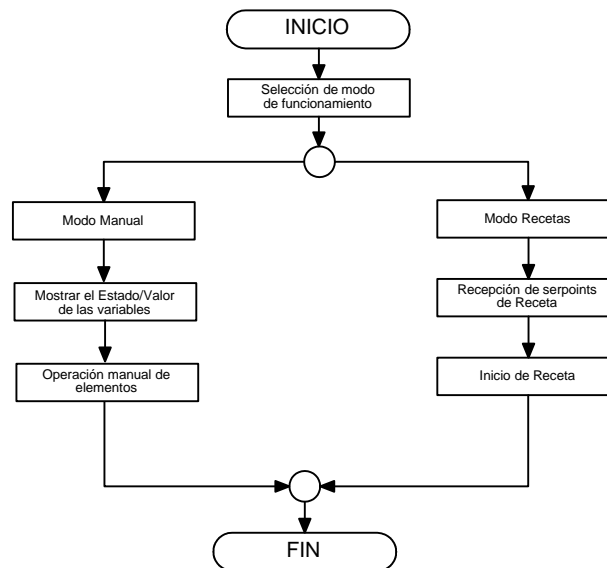 INICIO
Selección de modo
de funcionamiento
Modo Manual
Mostrar el Estado/Valor
de las variables
Operación manual de
elementos
Modo Recetas
Recepción de serpoints
de Receta
Inicio de Receta
FIN